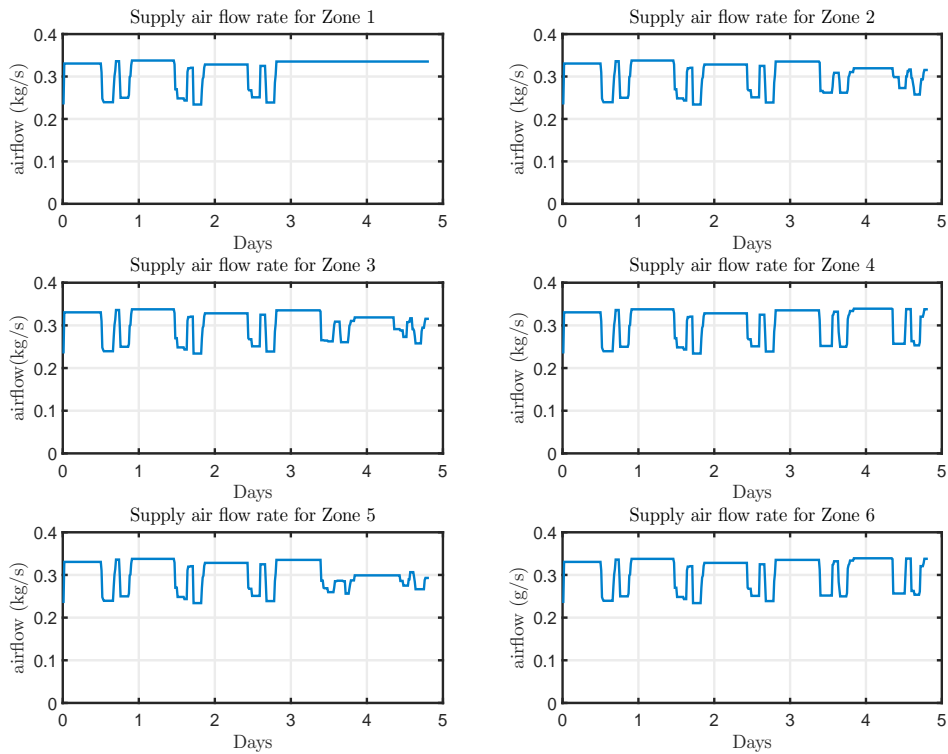 Supply air flow rate for Zone 1
0.4
0.3
0.2
0.1
0
airflow (kg/s)
0 1 2 3 4 5
Days
Supply air flow rate for Zone 2
0.4
0.3
0.2
0.1
0
airflow (kg/s)
0 1 2 3 4 5
Days
Supply air flow rate for Zone 3
0.4
0.3
0.2
0.1
0
airflow(kg/s)
0 1 2 3 4 5
Days
Supply air flow rate for Zone 4
0.4
0.3
0.2
0.1
0
airflow (kg/s)
0 1 2 3 4 5
Days
Supply air flow rate for Zone 5
0.4
0.3
0.2
0.1
0
airflow (kg/s)
0 1 2 3 4 5
Days
Supply air flow rate for Zone 6
0.4
0.3
0.2
0.1
0
airflow (g/s)
0 1 2 3 4 5
Days